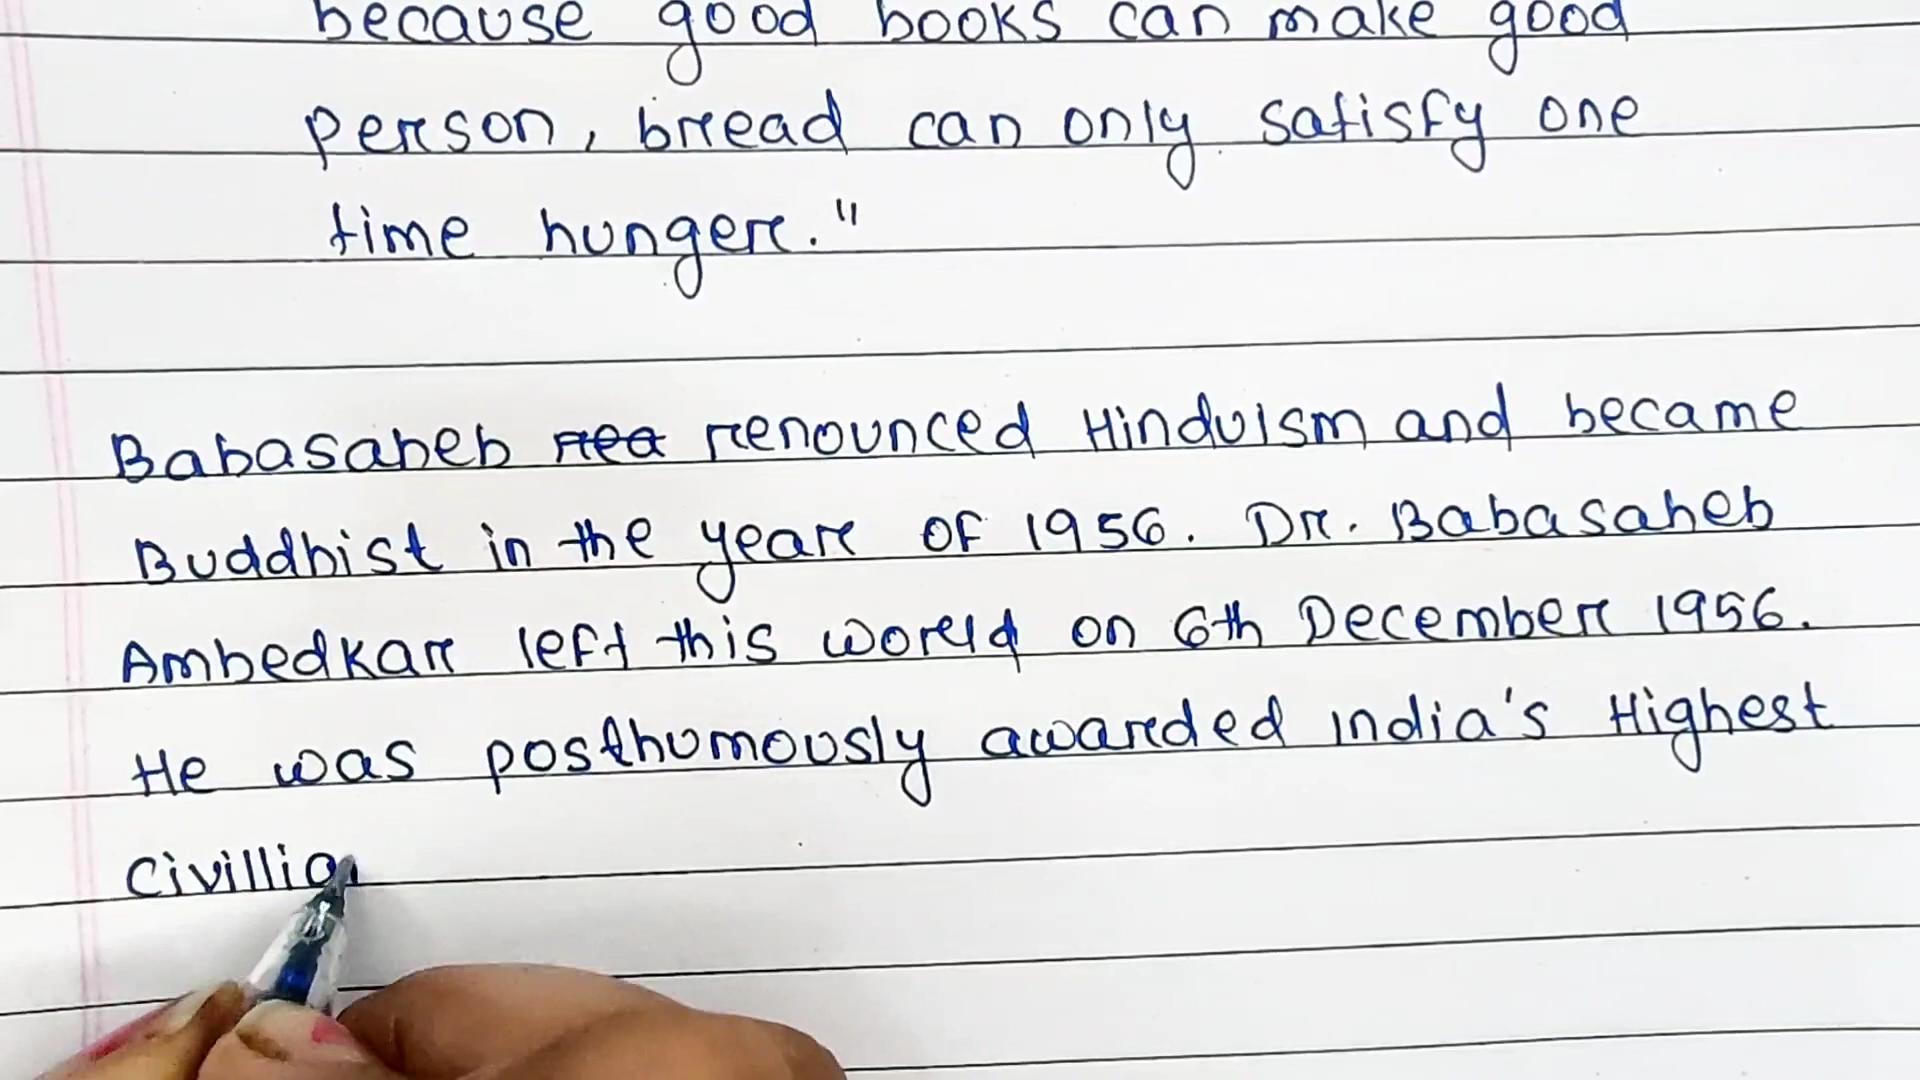 because good books can make good
person, bread can only satisfy one
time hunger."
Babasaheb rea renounced Hinduism and became
Buddhist in the year of 1956. Dr. Babasaheb
Ambedkar left this world on 6th December 1956.
He was posthumously awarded India's Highest
Civillia